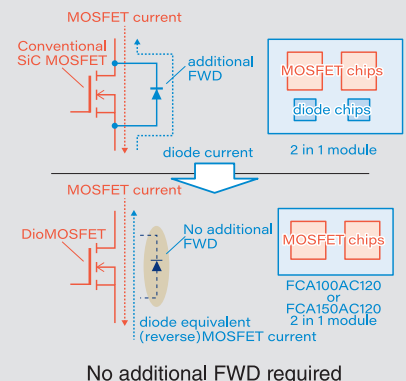 MOSFET current
Conventional
SiC MOSFET
additional
FWD
MOSFET chips
diode chips
diode current
2 in 1 module
MOSFET current
DioMOSFET
No additional
FWD
MOSFET chips
diode equivalent
(reverse)MOSFET current
FCA100AC120
or
FCA150AC120
2 in 1 module
No additional FWD required